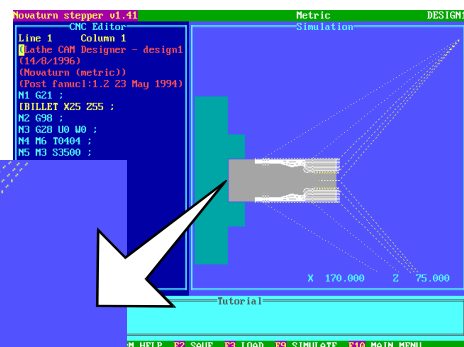 Novaturn stepper v1.41 Metric DESIGN1
CNC Editor
Simulation
Line 1 Column 1
(Lathe CAM Designer - design1
(14/8/1996)
(Novaturn (metric))
(Post fanucl:1.2 23 May 1994)
N1 G21 ;
[BILLET X25 Z55 ;
N2 G98 ;
N3 G28 U0 W0 ;
N4 M6 T0404 ;
N5 M3 S3500 ;
X 170.000 Z 75.000
Tutorial
M HELP F2 SAVE F3 LOAD F9 SIMULATE F10 MAIN MENU